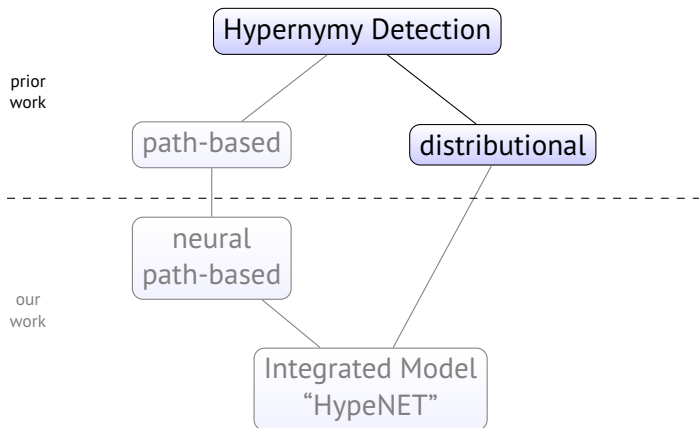 Hypernymy Detection
prior
work
path-based
distributional
neural
path-based
our
work
Integrated Model
“HypeNET”